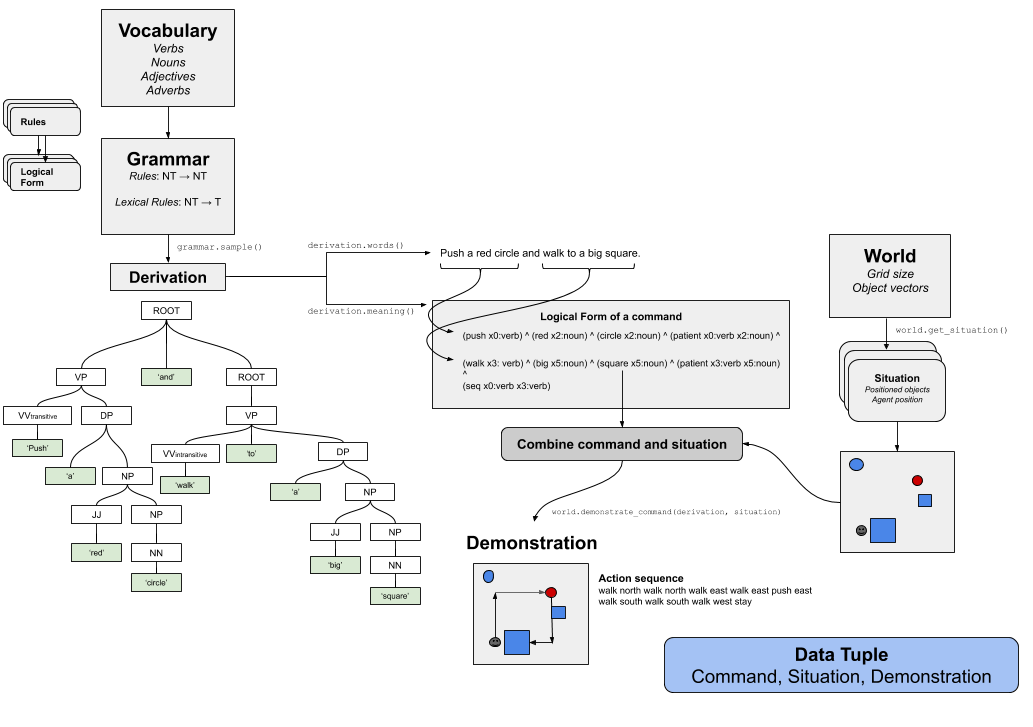 Vocabulary
Verbs
Nouns
Adjectives
Adverbs
Rules
Logical
Form
Grammar
Rules: NT → NT
Lexical Rules: NT → T
grammar.sample()
Derivation
derivation.words()
derivation.meaning()
Push a red circle and walk to a big square.
Logical Form of a command
(push x0:verb) ^ (red x2:noun) ^ (circle x2:noun) ^ (patient x0:verb x2:noun) ^
(walk x3: verb) ^ (big x5:noun) ^ (square x5:noun) ^ (patient x3:verb x5:noun)
^
(seq x0:verb x3:verb)
World
Grid size
Object vectors
world.get_situation()
Situation
Positioned objects
Agent position
ROOT
VP
'and'
ROOT
VVtransitive
DP
VP
'Push'
VVintransitive
'to'
DP
'a'
NP
'walk'
'a'
NP
JJ
NP
JJ
NP
'red'
NN
'big'
NN
'circle'
'square'
Combine command and situation
world.demonstrate_command(derivation, situation)
Demonstration
Action sequence
walk north walk north walk east walk east push east
walk south walk south walk west stay
Data Tuple
Command, Situation, Demonstration